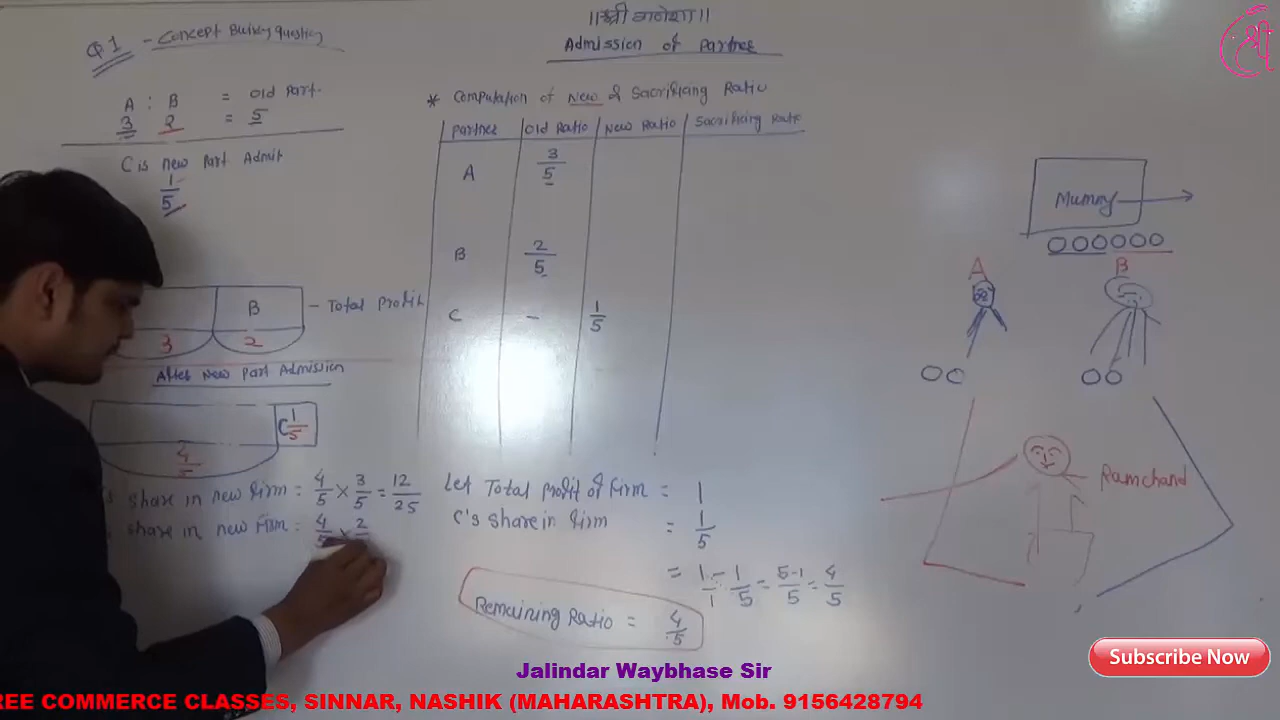 ॥श्री गणेशा॥
Admission of Partner
Q.1 - Concept Buil​ing Question
A : B = Old Part.
3 2 = 5
C is new Part Admit
1/5
B - Total Profit
3 2
After New Part Admission
C 1/5
4/5
's share in new firm = 4/5 × 3/5 = 12/25
share in new firm = 4/5 × 2
* Computation of New & Sacrificing Ratio
Partner Old Ratio New Ratio Sacrificing Ratio
A 3/5
B 2/5
C - 1/5
Let Total Profit of Firm = 1
C's share in firm = 1/5
= 1/1 - 1/5 = 5-1/5 = 4/5
Remaining Ratio = 4/5
Mummy
A B
Ramchand
श्री
Subscribe Now
Jalindar Waybhase Sir
REE COMMERCE CLASSES, SINNAR, NASHIK (MAHARASHTRA), Mob. 9156428794